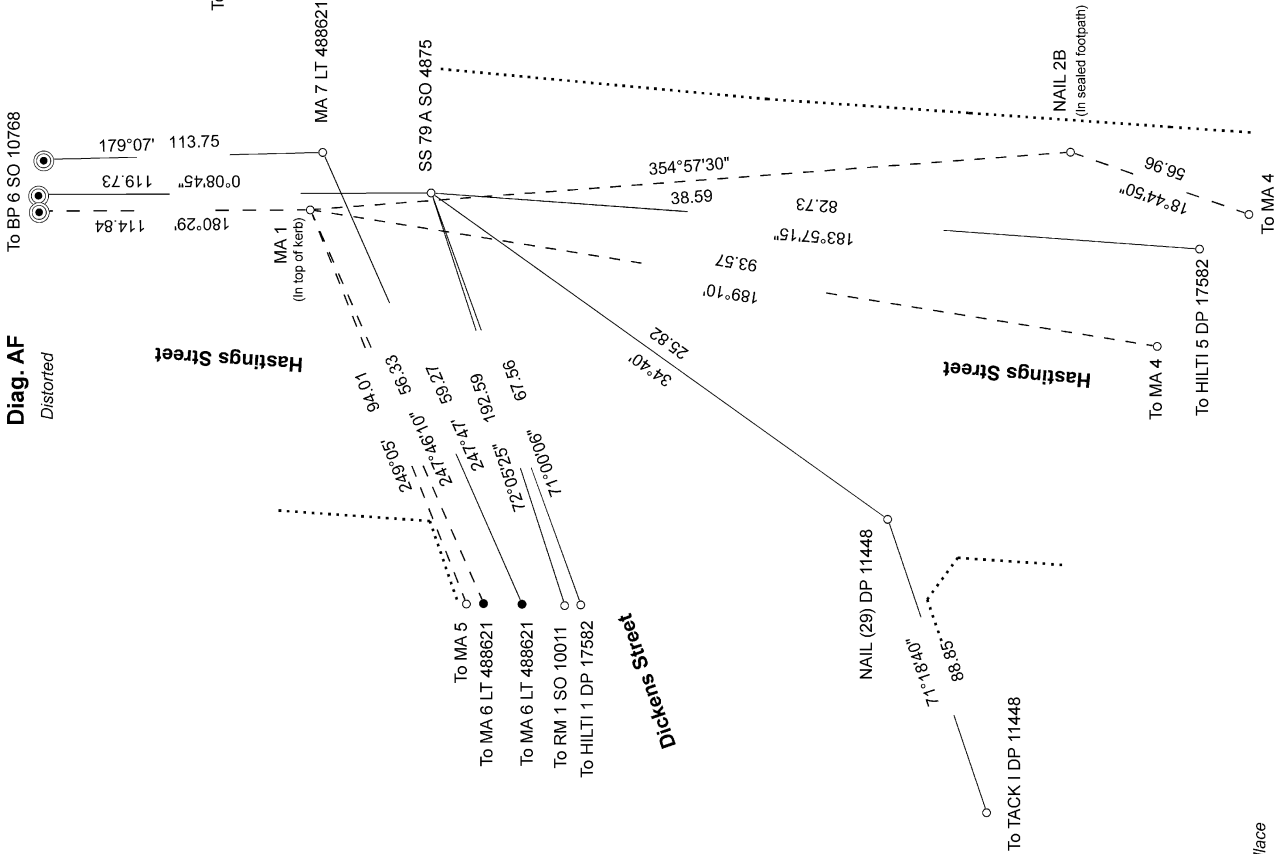 Diag. AF
Distorted
To BP 6 SO 10768
179°07' 113.75
119.73 0°08'45"
114.84 180°29'
To
MA 7 LT 488621
SS 79 A SO 4875
MA 1
(In top of kerb)
354°57'30"
38.59
82.73
183°57'15"
93.57
189°10'
NAIL 2B
(In sealed footpath)
56.96
18°44'50"
To MA 4
To HILTI 5 DP 17582
To MA 4
Hastings Street
Hastings Street
249°05' 94.01
247°46'10" 56.33
247°47' 59.27
72°05'25" 192.59
71°00'06" 67.56
34°40' 25.82
To MA 5
To MA 6 LT 488621
To MA 6 LT 488621
To RM 1 SO 10011
To HILTI 1 DP 17582
Dickens Street
NAIL (29) DP 11448
71°18'40"
88.85
To TACK I DP 11448
llace